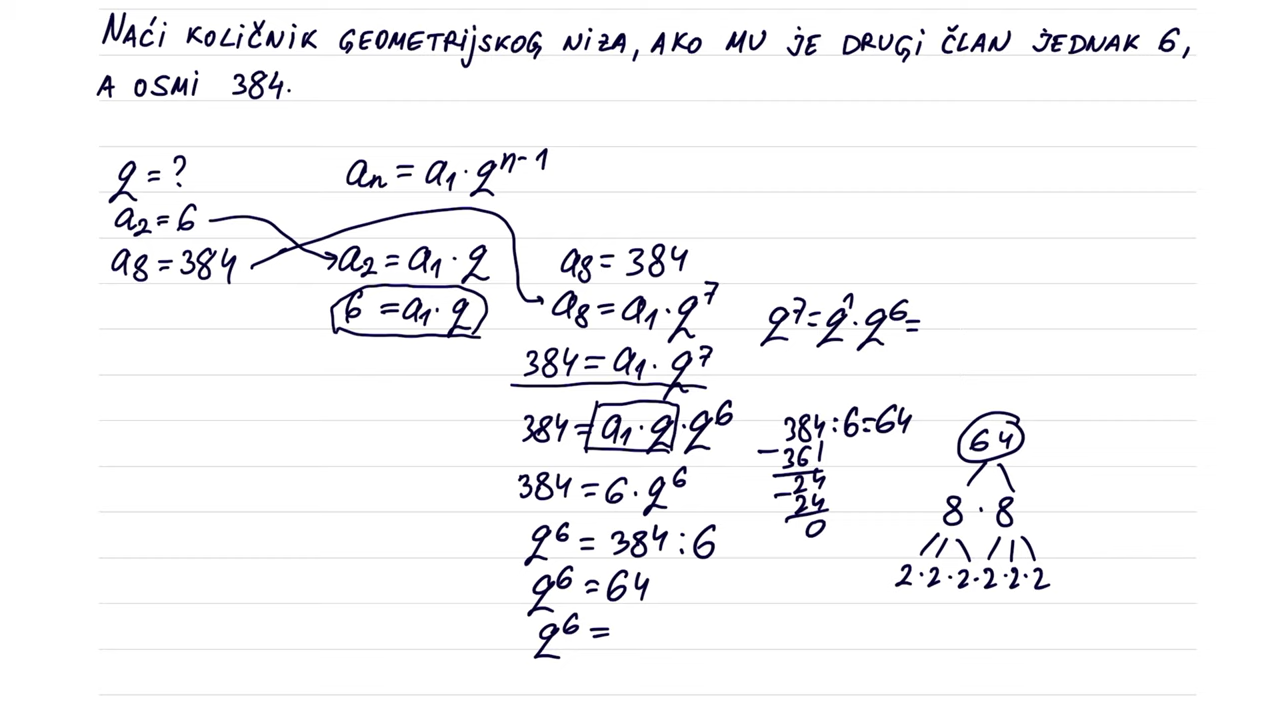 NAĆI KOLIČNIK GEOMETRIJSKOG NIZA, AKO MU JE DRUGI ČLAN JEDNAK 6,
A OSMI 384.
q = ?
a₂ = 6
a₈ = 384
aₙ = a₁ · qⁿ⁻¹
a₂ = a₁ · q
6 = a₁ · q
a₈ = 384
a₈ = a₁ · q⁷
384 = a₁ · q⁷
384 = a₁ · q · q⁶
384 = 6 · q⁶
q⁶ = 384 : 6
q⁶ = 64
q⁶ =
q⁷ = q¹ · q⁶ =
384 : 6 = 64
- 36
24
- 24
0
64
8 · 8
2 · 2 · 2 · 2 · 2 · 2